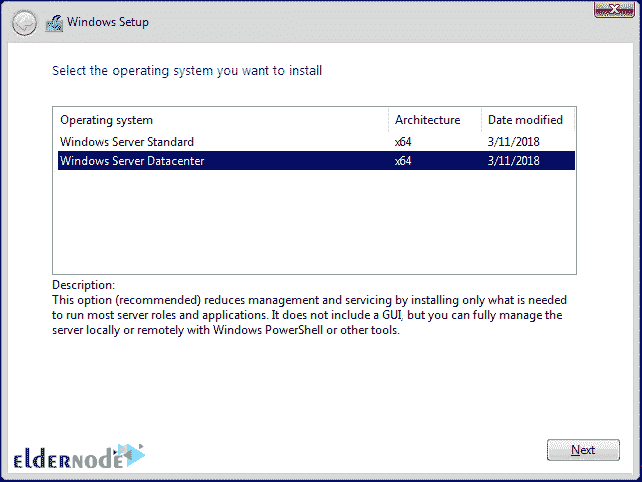 Windows Setup
Select the operating system you want to install
Operating system Architecture Date modified
Windows Server Standard x64 3/11/2018
Windows Server Datacenter x64 3/11/2018
Description:
This option (recommended) reduces management and servicing by installing only what is needed
to run most server roles and applications. It does not include a GUI, but you can fully manage the
server locally or remotely with Windows PowerShell or other tools.
eldernode
Next